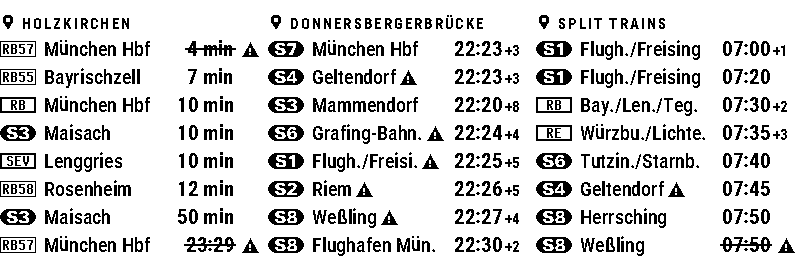 HOLZKIRCHEN
RB57 München Hbf 4 min
RB55 Bayrischzell 7 min
RB München Hbf 10 min
S3 Maisach 10 min
SEV Lenggries 10 min
RB58 Rosenheim 12 min
S3 Maisach 50 min
RB57 München Hbf 23:29
DONNERSBERGERBRÜCKE
S7 München Hbf 22:23 +3
S4 Geltendorf 22:23 +3
S3 Mammendorf 22:20 +8
S6 Grafing-Bahn. 22:24 +4
S1 Flugh./Freisi. 22:25 +5
S2 Riem 22:26 +5
S8 Weßling 22:27 +4
S8 Flughafen Mün. 22:30 +2
SPLIT TRAINS
S1 Flugh./Freising 07:00 +1
S1 Flugh./Freising 07:20
RB Bay./Len./Teg. 07:30 +2
RE Würzbu./Lichte. 07:35 +3
S6 Tutzin./Starnb. 07:40
S4 Geltendorf 07:45
S8 Herrsching 07:50
S8 Weßling 07:50